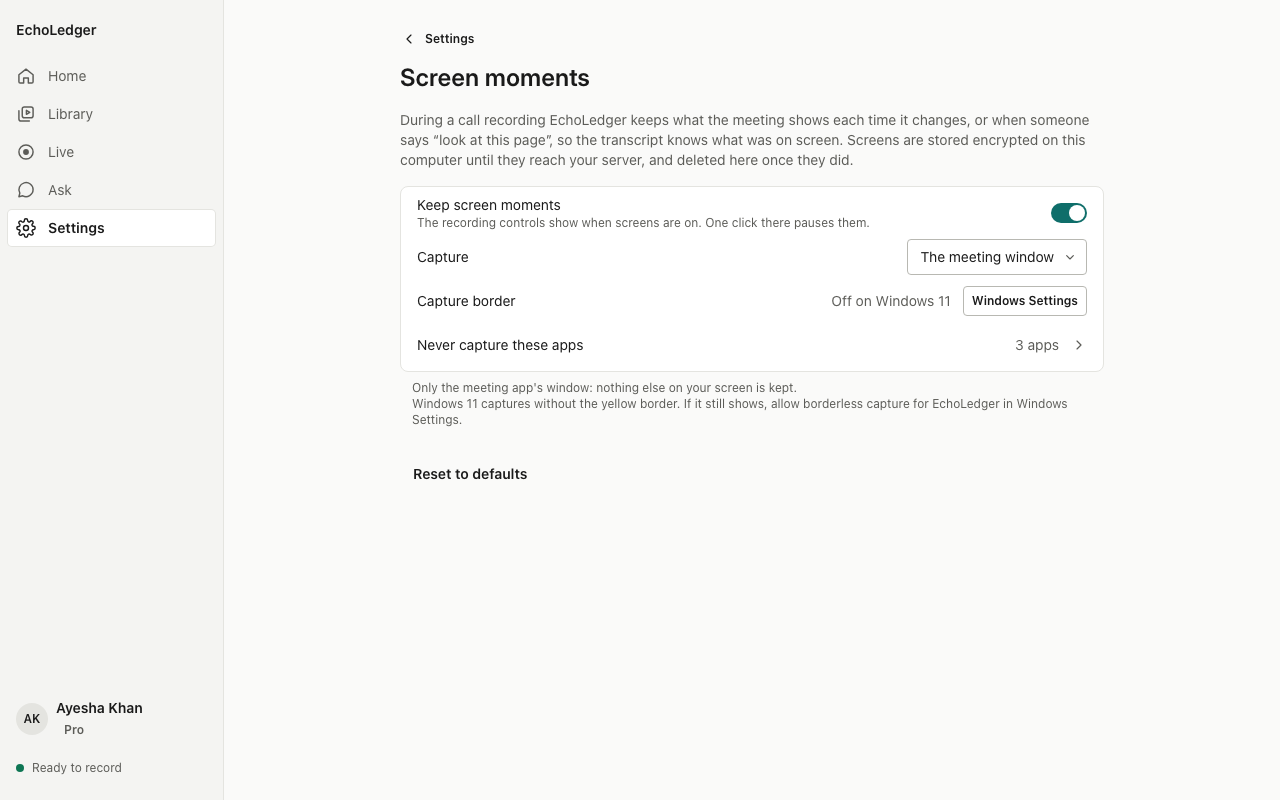 EchoLedger
Home
Library
Live
Ask
Settings
AK
Ayesha Khan
Pro
Ready to record
Settings
Screen moments
During a call recording EchoLedger keeps what the meeting shows each time it changes, or when someone
says “look at this page”, so the transcript knows what was on screen. Screens are stored encrypted on this
computer until they reach your server, and deleted here once they did.
Keep screen moments
The recording controls show when screens are on. One click there pauses them.
Capture
The meeting window
Capture border
Off on Windows 11
Windows Settings
Never capture these apps
3 apps
Only the meeting app's window: nothing else on your screen is kept.
Windows 11 captures without the yellow border. If it still shows, allow borderless capture for EchoLedger in Windows
Settings.
Reset to defaults